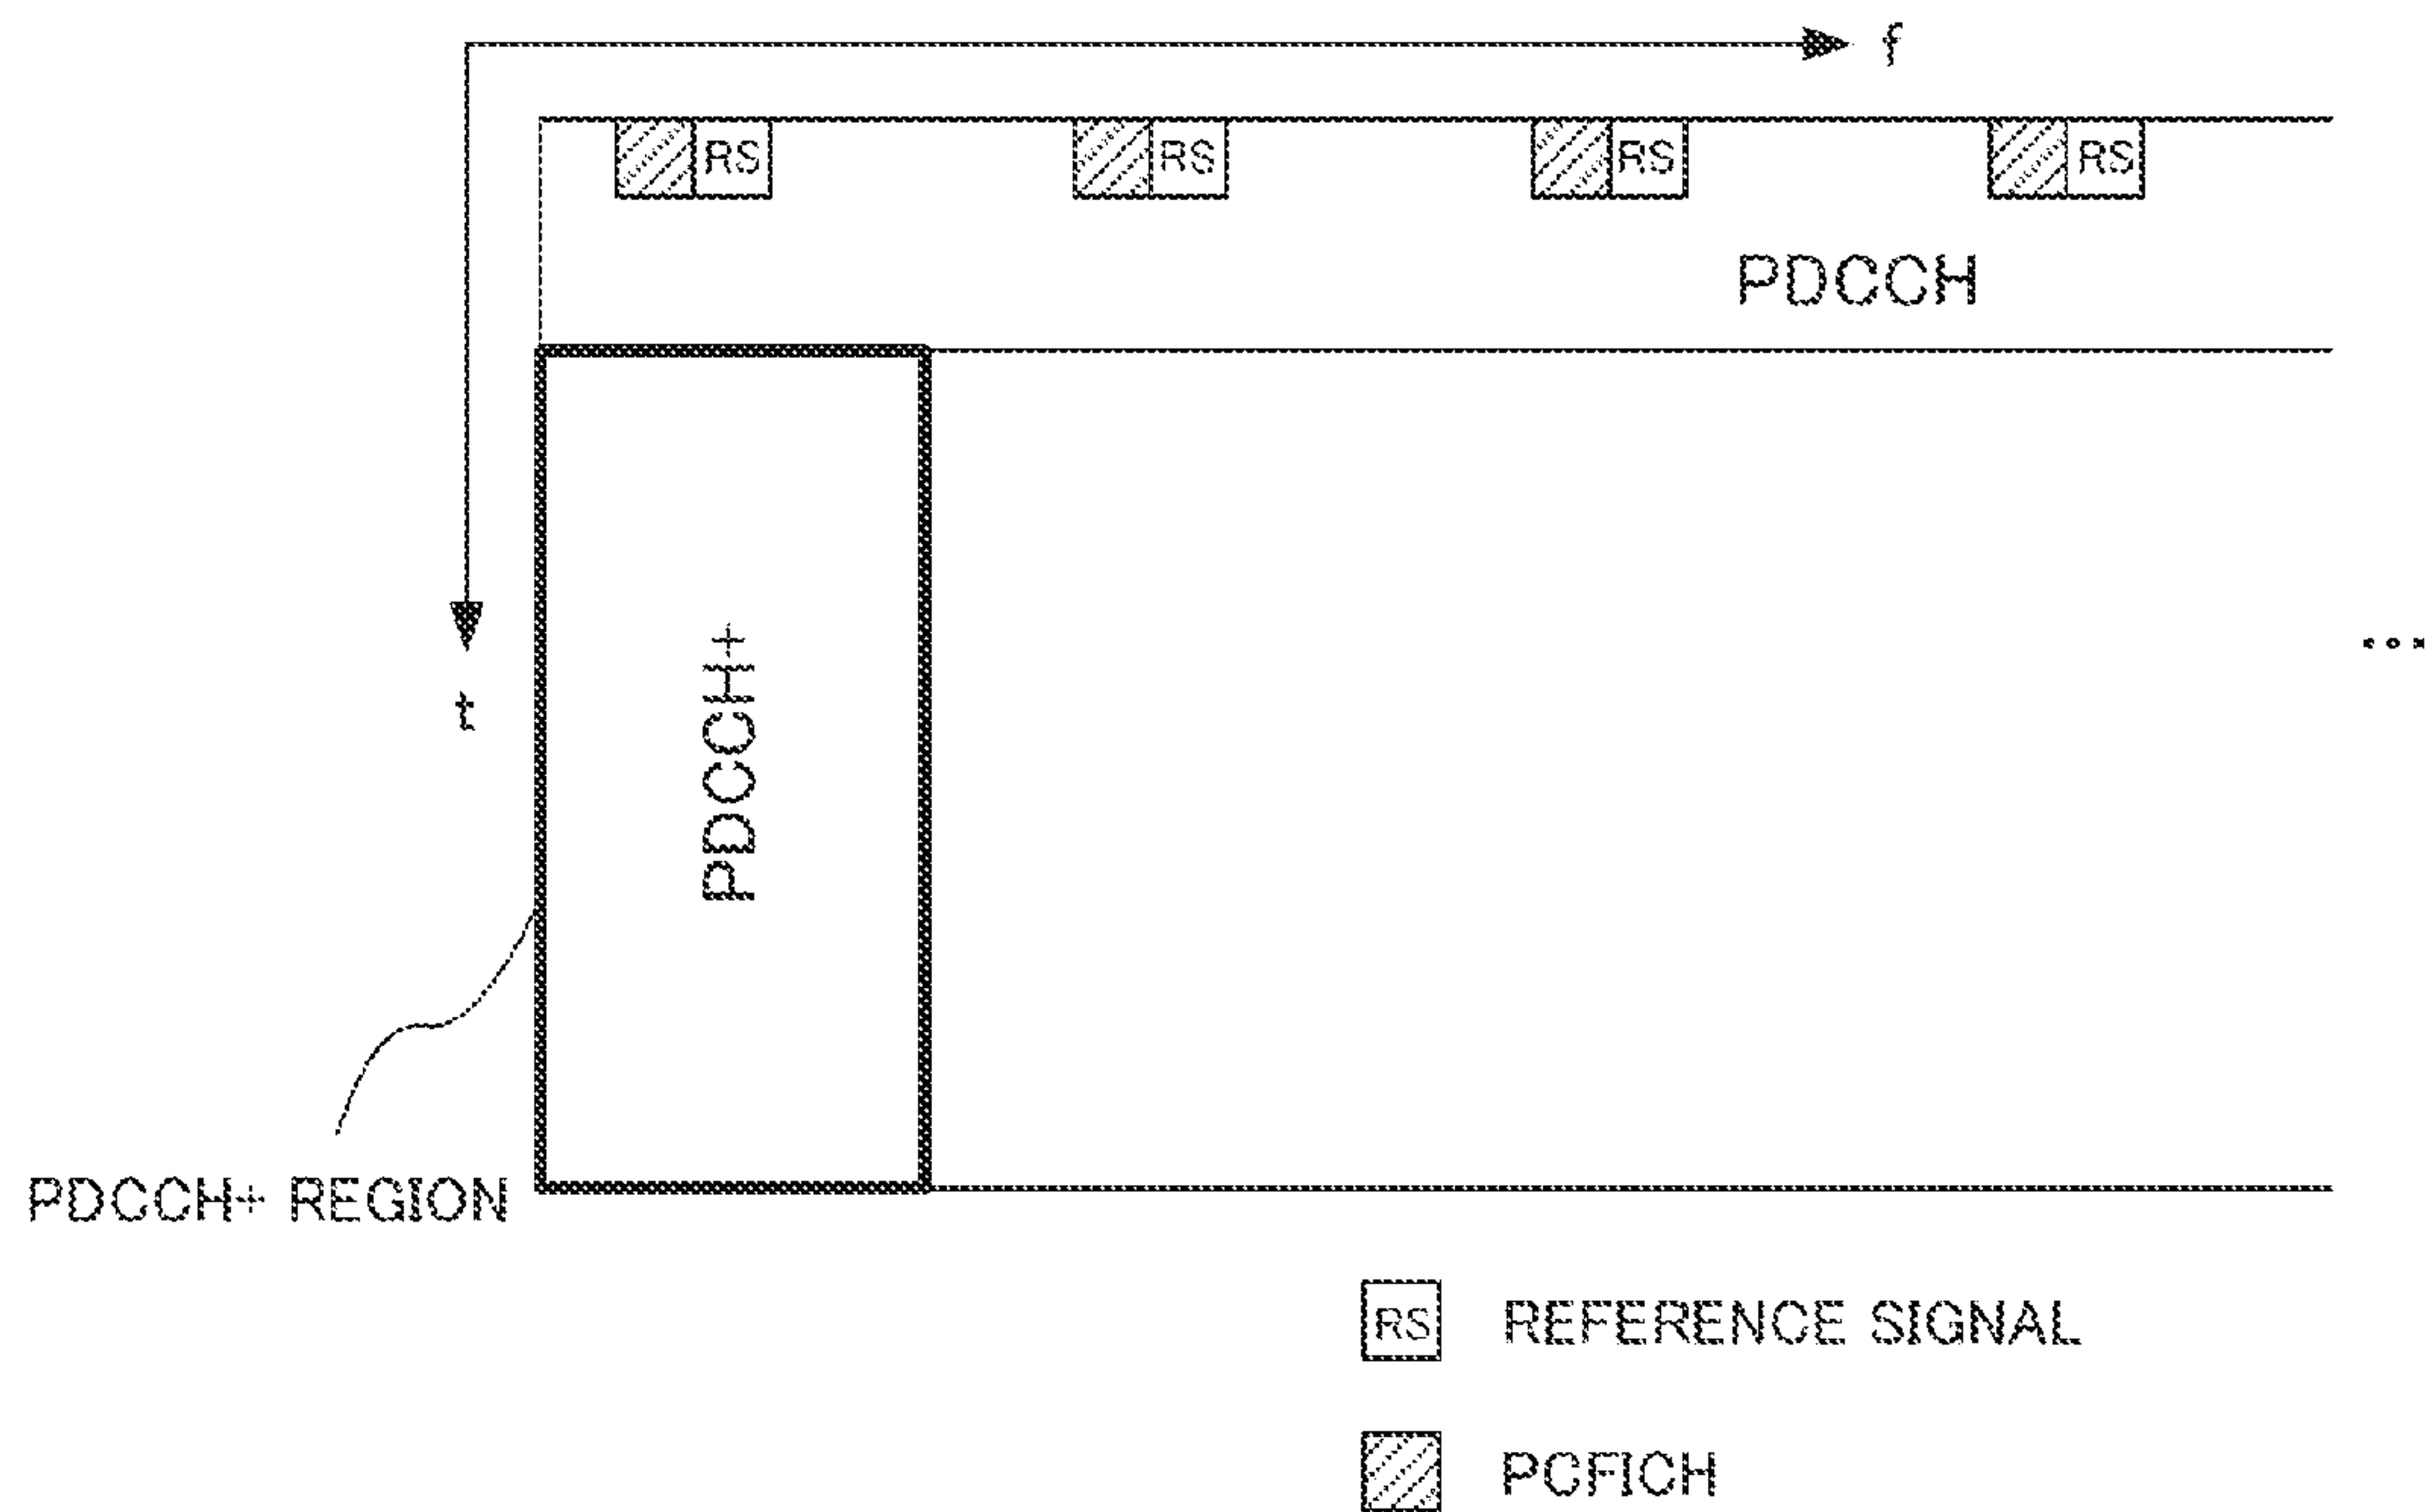 f
RS RS RS RS
PDCCH
...
t
PDCCH+
PDCCH+ REGION
RS REFERENCE SIGNAL
PCFICH